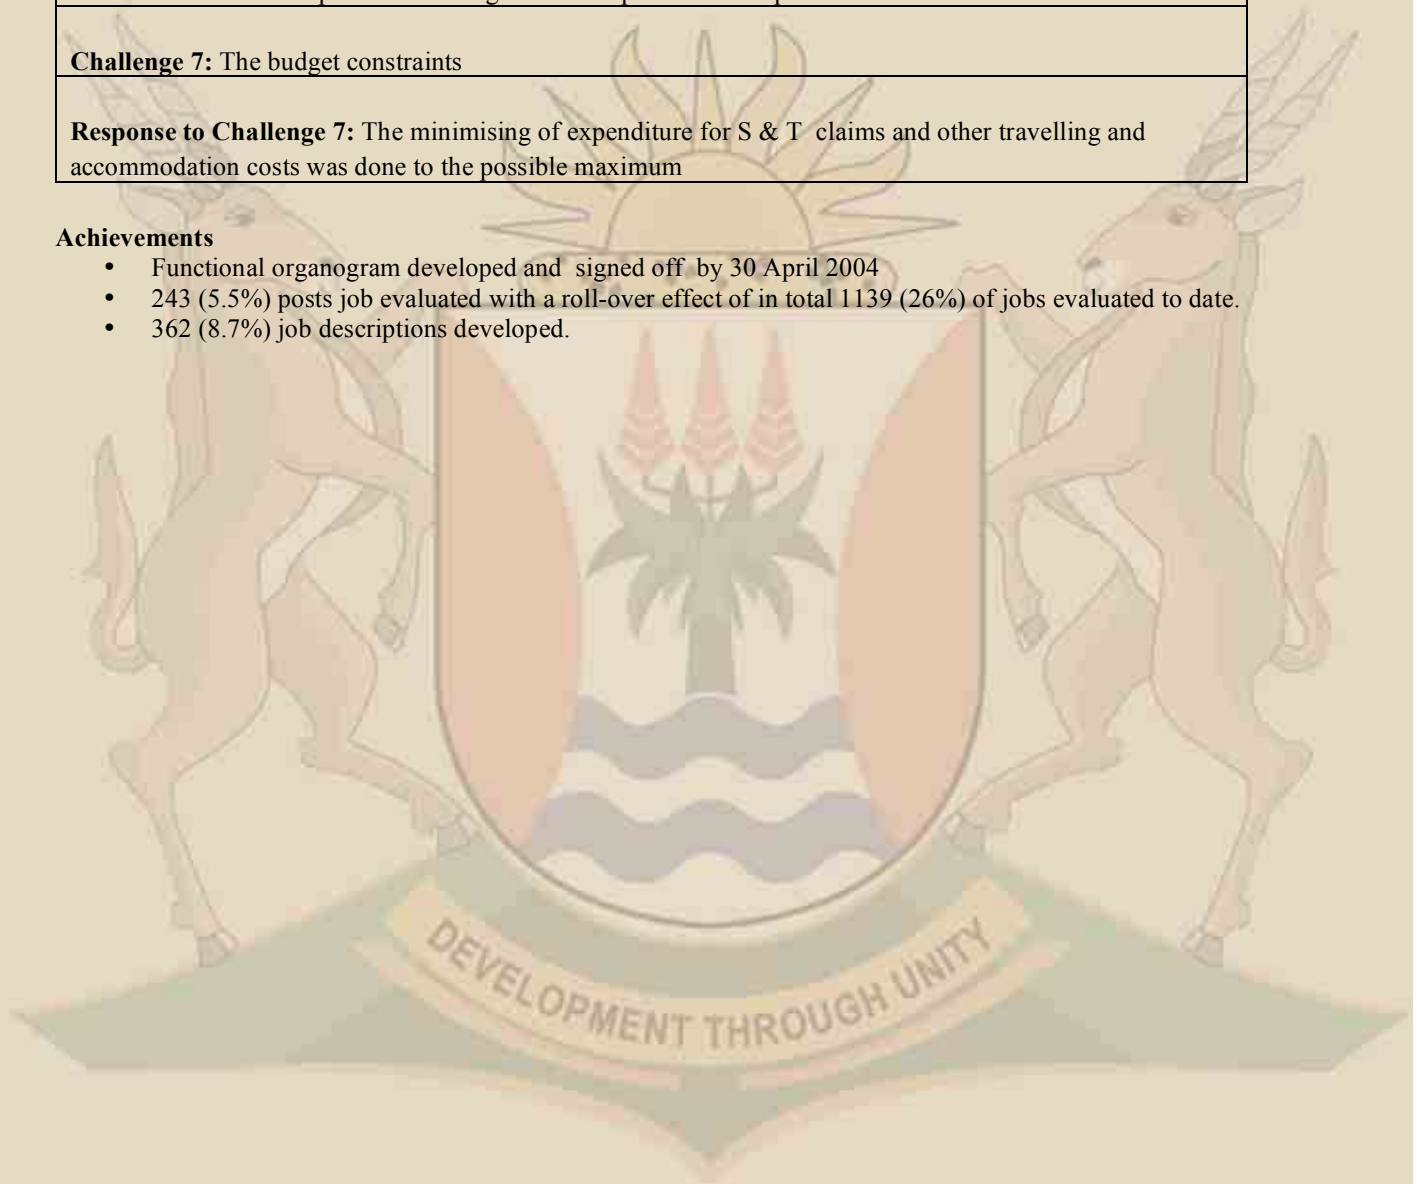 Challenge 7: The budget constraints
Response to Challenge 7: The minimising of expenditure for S & T claims and other travelling and
accommodation costs was done to the possible maximum
Achievements
• Functional organogram developed and signed off by 30 April 2004
• 243 (5.5%) posts job evaluated with a roll-over effect of in total 1139 (26%) of jobs evaluated to date.
• 362 (8.7%) job descriptions developed.
DEVELOPMENT THROUGH UNITY